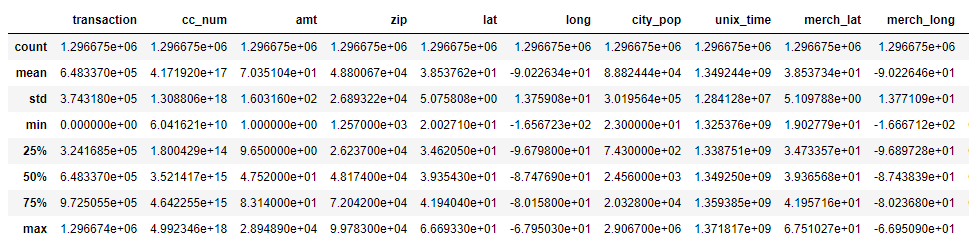 transaction cc_num amt zip lat long city_pop unix_time merch_lat merch_long
count 1.296675e+06 1.296675e+06 1.296675e+06 1.296675e+06 1.296675e+06 1.296675e+06 1.296675e+06 1.296675e+06 1.296675e+06 1.296675e+06
mean 6.483370e+05 4.171920e+17 7.035104e+01 4.880067e+04 3.853762e+01 -9.022634e+01 8.882444e+04 1.349244e+09 3.853734e+01 -9.022646e+01
std 3.743180e+05 1.308806e+18 1.603160e+02 2.689322e+04 5.075808e+00 1.375908e+01 3.019564e+05 1.284128e+07 5.109788e+00 1.377109e+01
min 0.000000e+00 6.041621e+10 1.000000e+00 1.257000e+03 2.002710e+01 -1.656723e+02 2.300000e+01 1.325376e+09 1.902779e+01 -1.666712e+02
25% 3.241685e+05 1.800429e+14 9.650000e+00 2.623700e+04 3.462050e+01 -9.679800e+01 7.430000e+02 1.338751e+09 3.473357e+01 -9.689728e+01
50% 6.483370e+05 3.521417e+15 4.752000e+01 4.817400e+04 3.935430e+01 -8.747690e+01 2.456000e+03 1.349250e+09 3.936568e+01 -8.743839e+01
75% 9.725055e+05 4.642255e+15 8.314000e+01 7.204200e+04 4.194040e+01 -8.015800e+01 2.032800e+04 1.359385e+09 4.195716e+01 -8.023680e+01
max 1.296674e+06 4.992346e+18 2.894890e+04 9.978300e+04 6.669330e+01 -6.795030e+01 2.906700e+06 1.371817e+09 6.751027e+01 -6.695090e+01